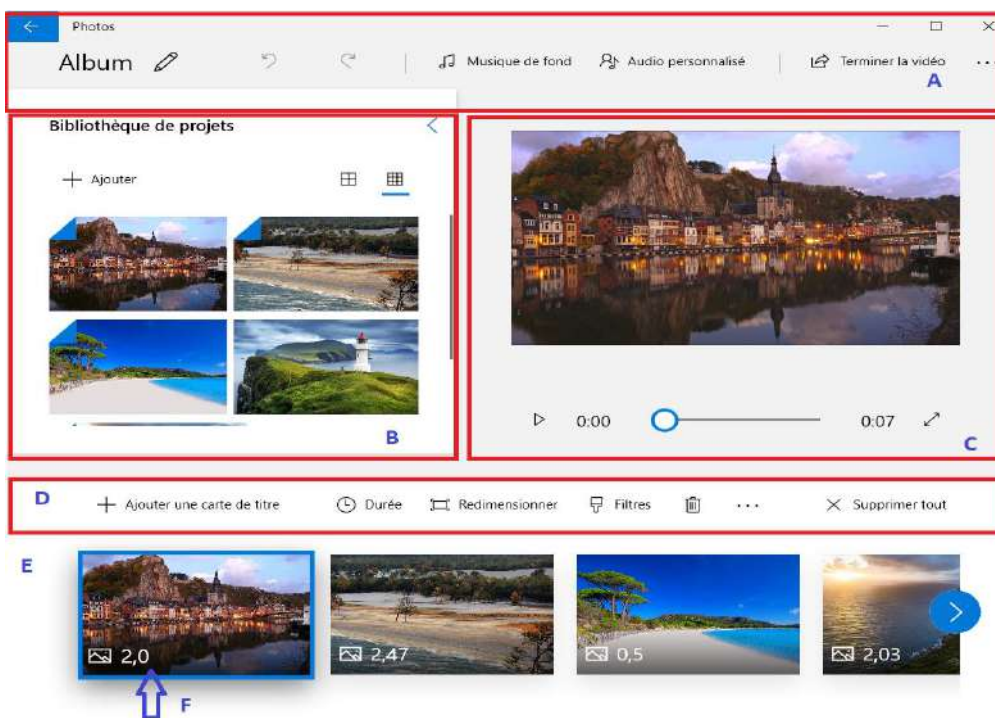 Photos
Album Musique de fond Audio personnalisé Terminer la vidéo ...
A
Bibliothèque de projets
Ajouter
B
0:00 0:07
C
D Ajouter une carte de titre Durée Redimensionner Filtres ... Supprimer tout
E
2,0 2,47 0,5 2,03
F